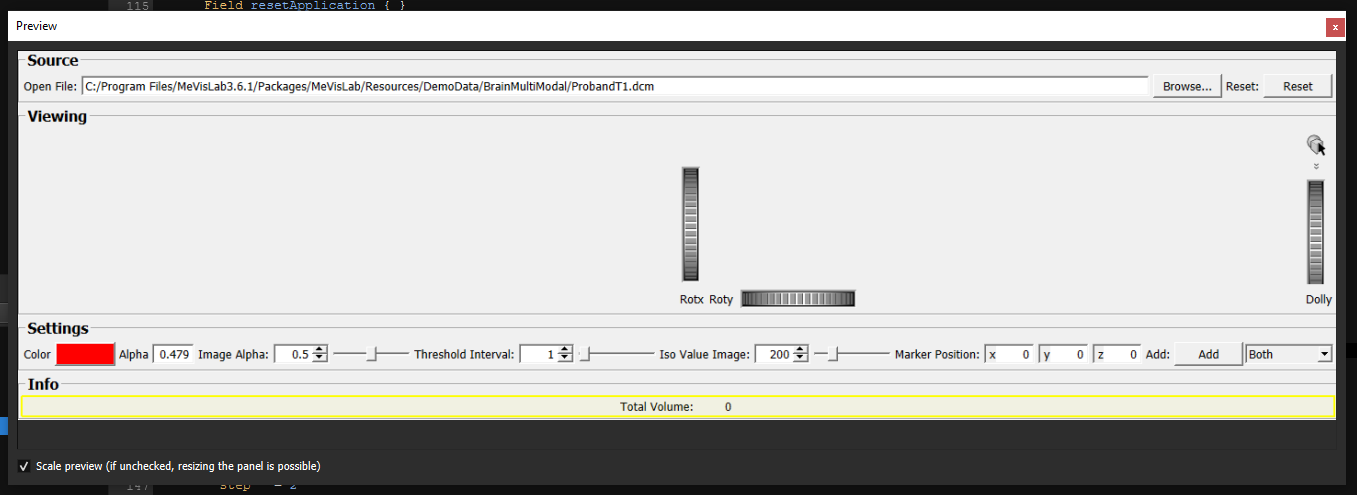 115 Field resetApplication { }
Preview
x
Source
Open File: C:/Program Files/MeVisLab3.6.1/Packages/MeVisLab/Resources/DemoData/BrainMultiModal/ProbandT1.dcm Browse... Reset: Reset
Viewing
Rotx Roty Dolly
Settings
Color Alpha 0.479 Image Alpha: 0.5 Threshold Interval: 1 Iso Value Image: 200 Marker Position: x 0 y 0 z 0 Add: Add Both
Info
Total Volume: 0
Scale preview (if unchecked, resizing the panel is possible)
147 step = 2